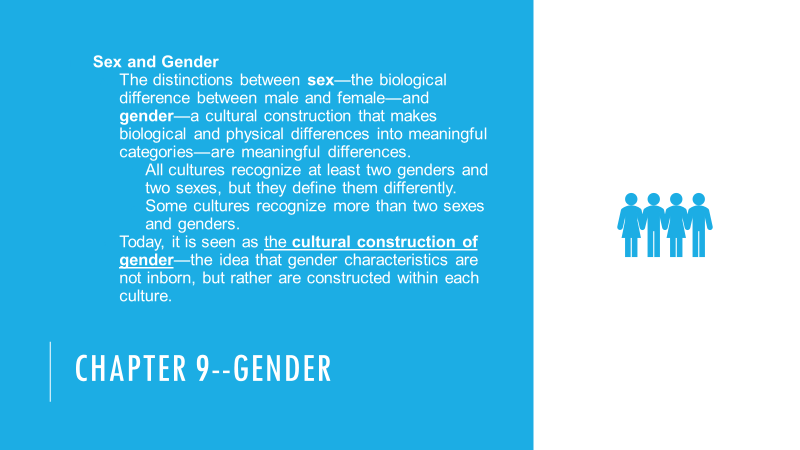 Sex and Gender
The distinctions between sex—the biological
difference between male and female—and
gender—a cultural construction that makes
biological and physical differences into meaningful
categories—are meaningful differences.
All cultures recognize at least two genders and
two sexes, but they define them differently.
Some cultures recognize more than two sexes
and genders.
Today, it is seen as the cultural construction of
gender—the idea that gender characteristics are
not inborn, but rather are constructed within each
culture.
CHAPTER 9--GENDER